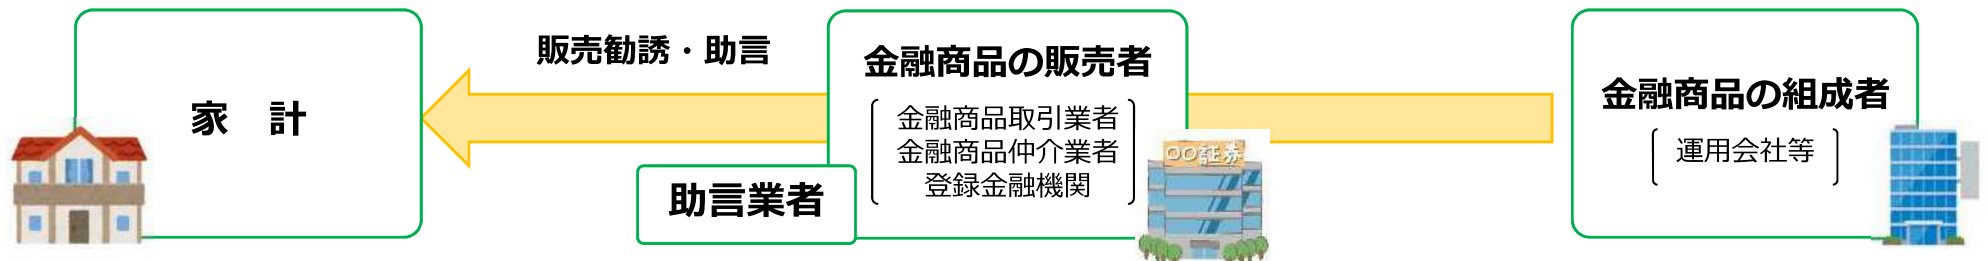 家　計
販売勧誘・助言
助言業者
金融商品の販売者
金融商品取引業者
金融商品仲介業者
登録金融機関
〇〇証券
金融商品の組成者
運用会社等